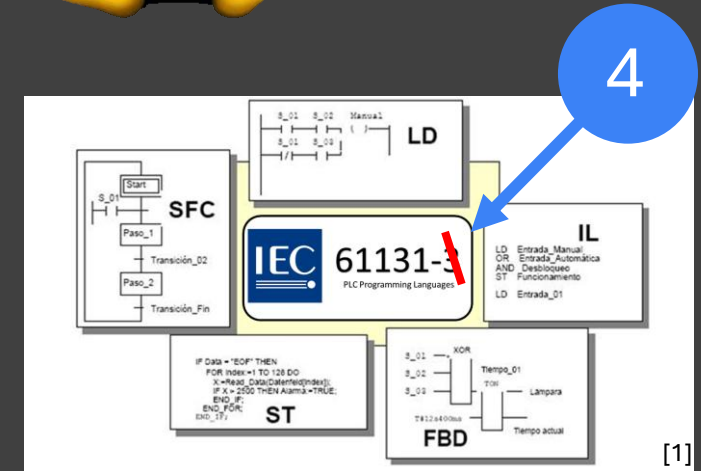 4
S_01 S_02 Manual
S_01 S_03
LD
Start
S_01
SFC
Paso_1
Transición_02
Paso_2
Transición_Fin
IEC
61131-3
PLC Programming Languages
IL
LD Entrada_Manual
OR Entrada_Automática
AND Desbloqueo
ST Funcionamiento
LD Entrada_01
IF Data = "EOF" THEN
FOR Index:=1 TO 128 DO
X:=Read_Data(Datenfeld[Index]);
IF X > 2500 THEN Alarma:=TRUE;
END_IF;
END_FOR;
END_IF;
ST
S_01
XOR
S_02
Tiempo_01
S_03
TON
Lámpara
T#12s400ms
Tiempo actual
FBD
[1]